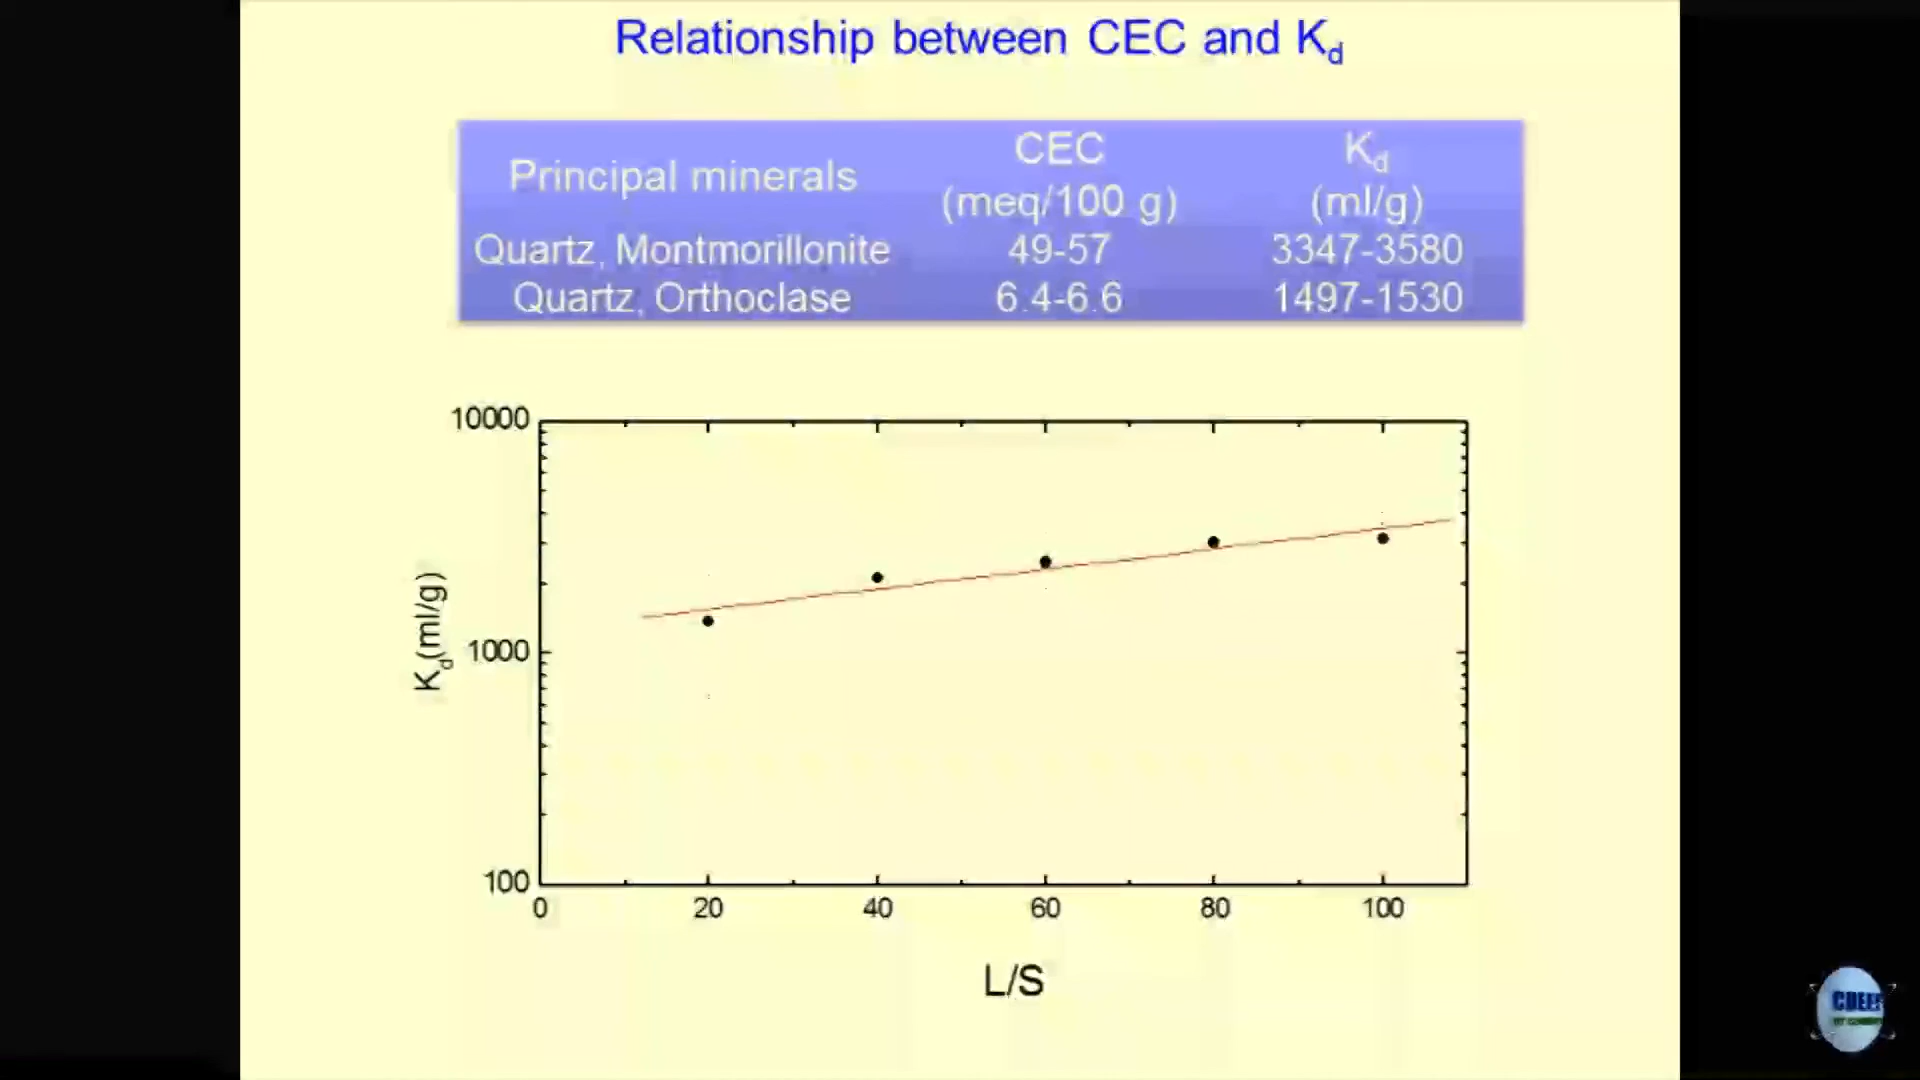 Relationship between CEC and Kd
Principal minerals CEC (meq/100 g) Kd (ml/g)
Quartz, Montmorillonite 49-57 3347-3580
Quartz, Orthoclase 6.4-6.6 1497-1530
10000
1000
100
Kd(ml/g)
0 20 40 60 80 100
L/S